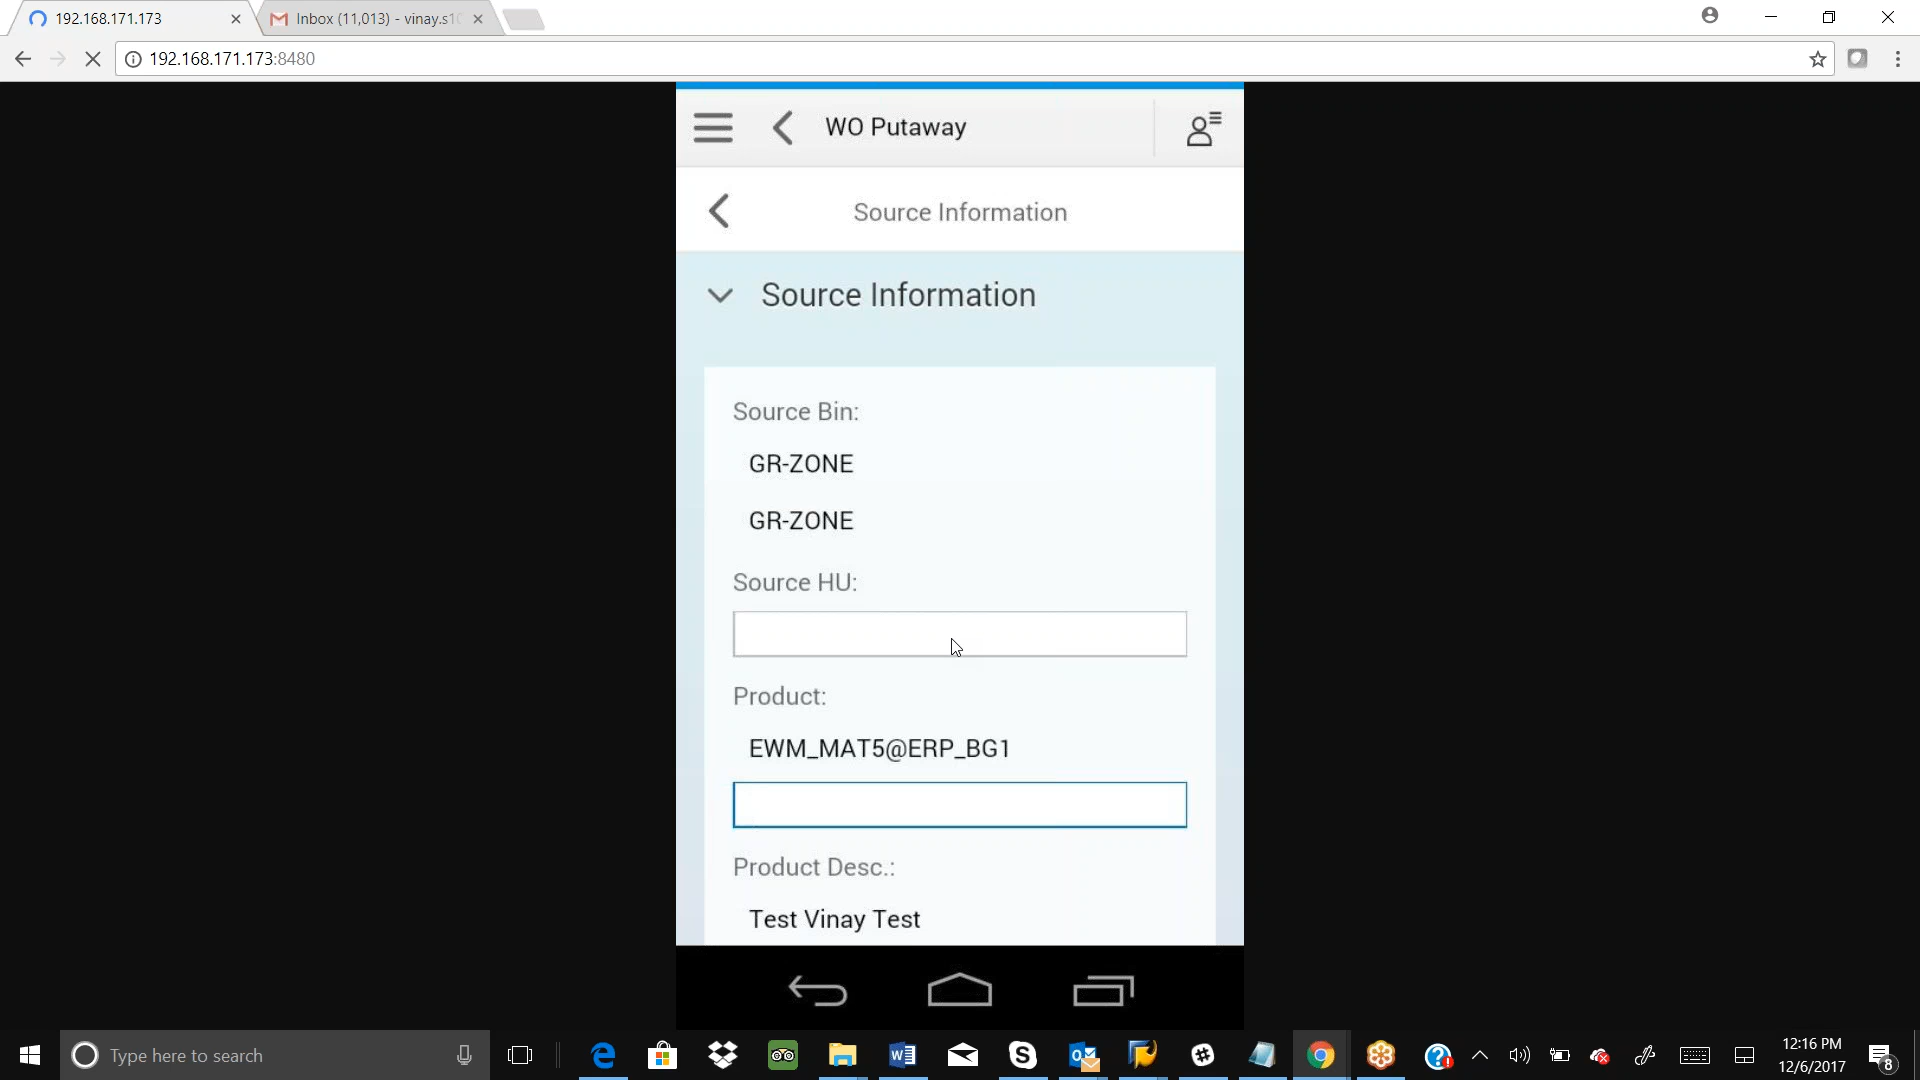 192.168.171.173
Inbox (11,013) - vinay.s10
192.168.171.173:8480
WO Putaway
Source Information
Source Information
Source Bin:
GR-ZONE
GR-ZONE
Source HU:
Product:
EWM_MAT5@ERP_BG1
Product Desc.:
Test Vinay Test
Type here to search
12:16 PM
12/6/2017
8